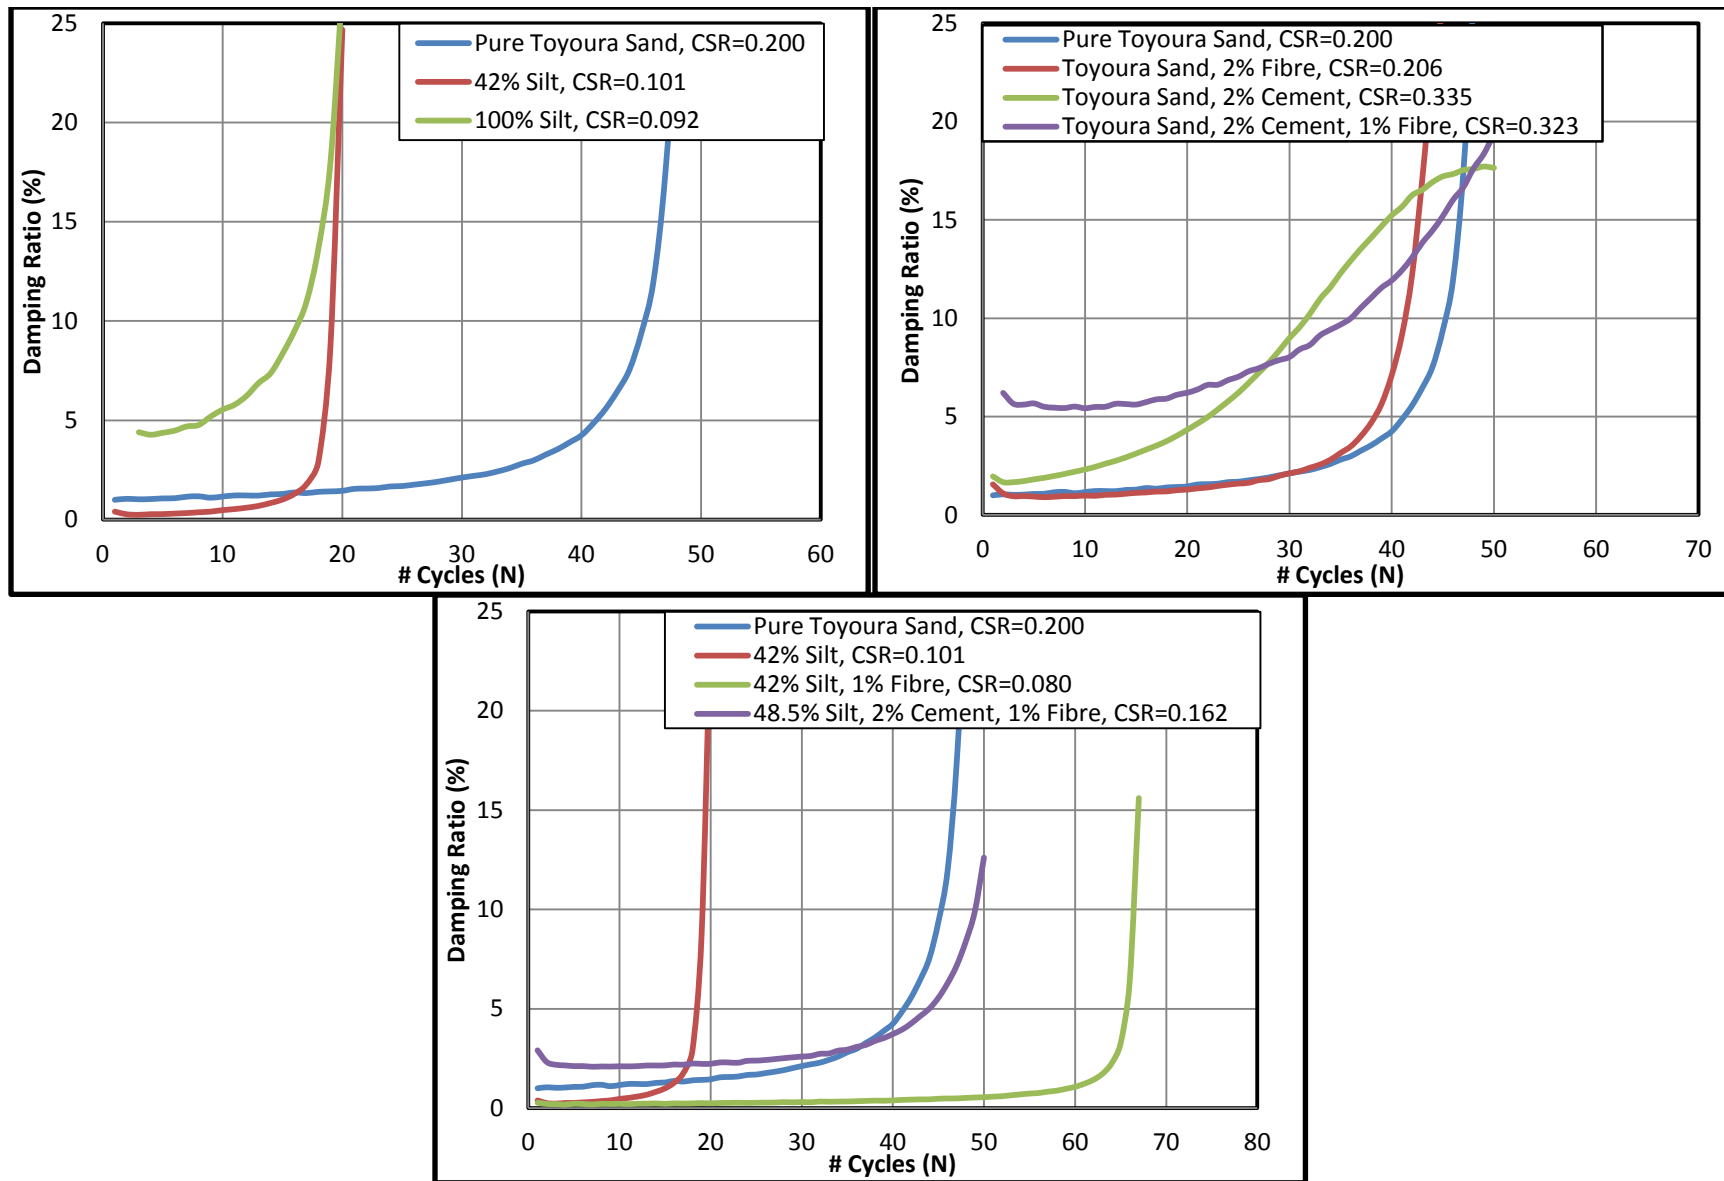 25
20
15
10
5
0
Damping Ratio (%)
Pure Toyoura Sand, CSR=0.200
42% Silt, CSR=0.101
100% Silt, CSR=0.092
0 10 20 30 40 50 60
# Cycles (N)
25
20
15
10
5
0
Damping Ratio (%)
Pure Toyoura Sand, CSR=0.200
Toyoura Sand, 2% Fibre, CSR=0.206
Toyoura Sand, 2% Cement, CSR=0.335
Toyoura Sand, 2% Cement, 1% Fibre, CSR=0.323
0 10 20 30 40 50 60 70
# Cycles (N)
25
20
15
10
5
0
Damping Ratio (%)
Pure Toyoura Sand, CSR=0.200
42% Silt, CSR=0.101
42% Silt, 1% Fibre, CSR=0.080
48.5% Silt, 2% Cement, 1% Fibre, CSR=0.162
0 10 20 30 40 50 60 70 80
# Cycles (N)